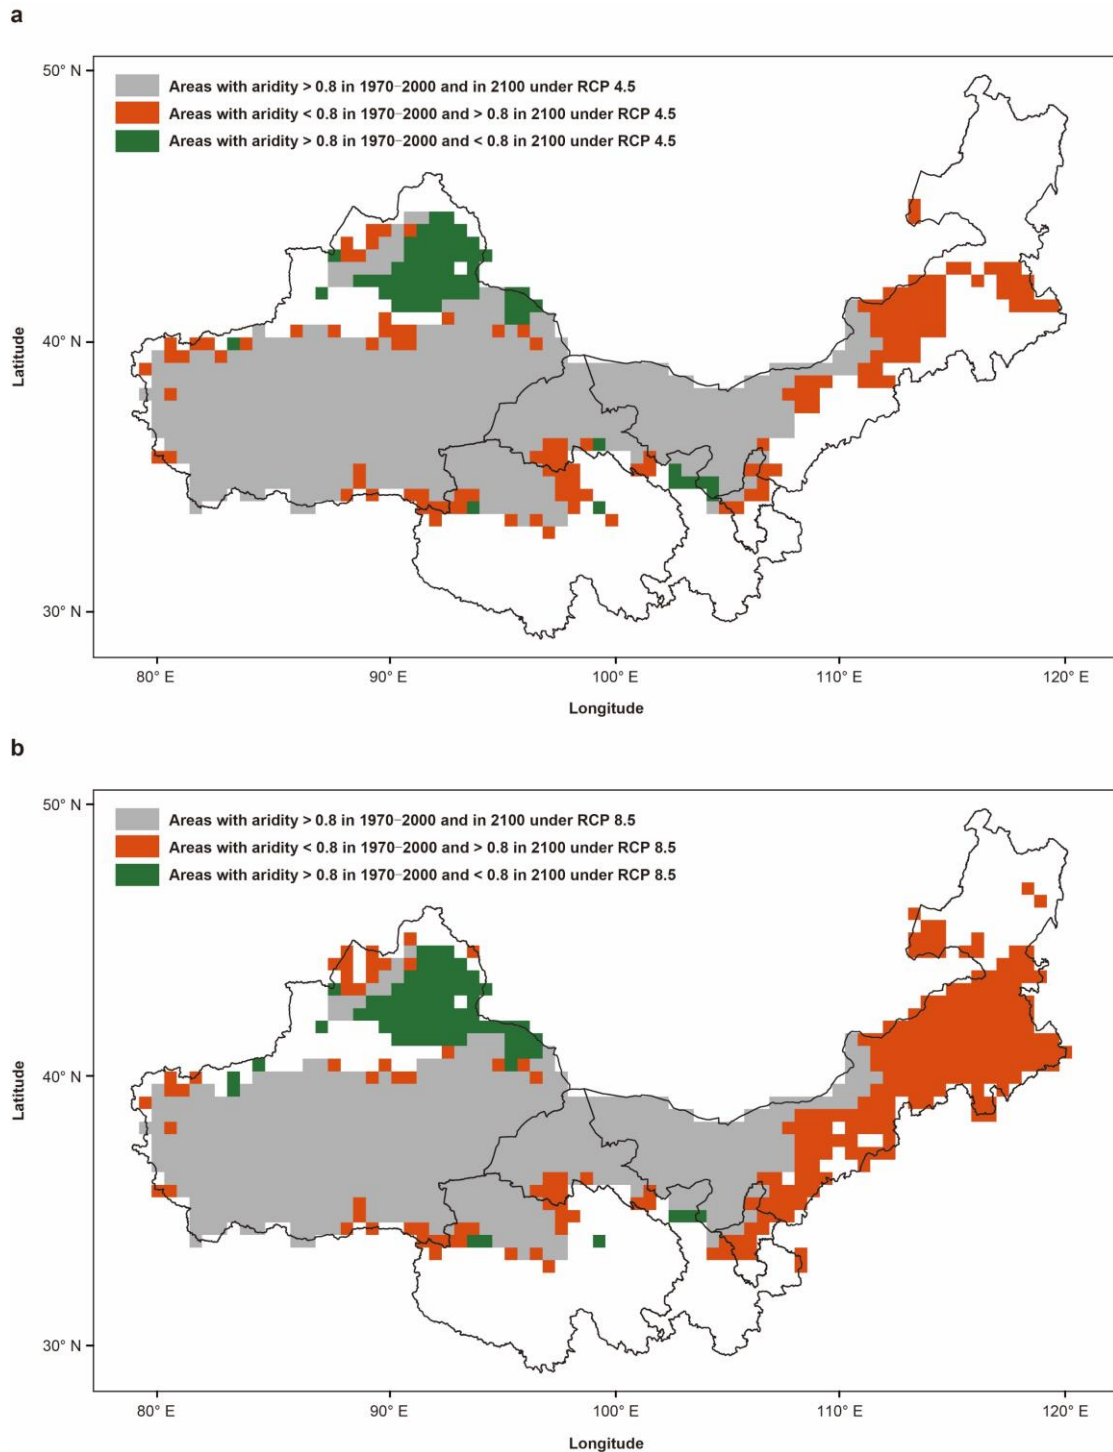 a
50° N
Areas with aridity > 0.8 in 1970–2000 and in 2100 under RCP 4.5
Areas with aridity < 0.8 in 1970–2000 and > 0.8 in 2100 under RCP 4.5
Areas with aridity > 0.8 in 1970–2000 and < 0.8 in 2100 under RCP 4.5
Latitude
40° N
30° N
80° E
90° E
100° E
110° E
120° E
Longitude
b
50° N
Areas with aridity > 0.8 in 1970–2000 and in 2100 under RCP 8.5
Areas with aridity < 0.8 in 1970–2000 and > 0.8 in 2100 under RCP 8.5
Areas with aridity > 0.8 in 1970–2000 and < 0.8 in 2100 under RCP 8.5
Latitude
40° N
30° N
80° E
90° E
100° E
110° E
120° E
Longitude